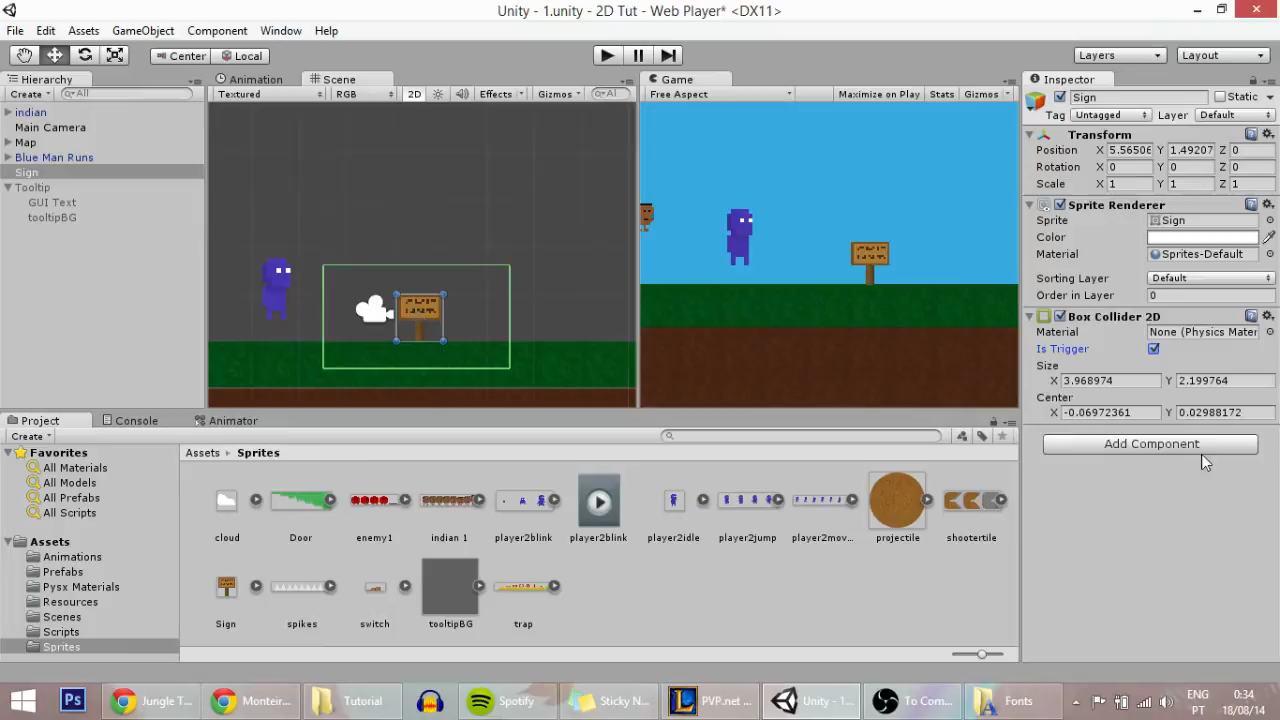 Unity - 1.unity - 2D Tut - Web Player* <DX11>
File Edit Assets GameObject Component Window Help
Center Local Layers Layout
Hierarchy Animation Scene Game Inspector
Create All Textured RGB 2D Effects Gizmos All Free Aspect Maximize on Play Stats Gizmos Sign Static
Tag Untagged Layer Default
indian
Main Camera
Map
Blue Man Runs
Sign
Tooltip
GUI Text
tooltipBG
Transform
Position X 5.56506 Y 1.49207 Z 0
Rotation X 0 Y 0 Z 0
Scale X 1 Y 1 Z 1
Sprite Renderer
Sprite Sign
Color
Material Sprites-Default
Sorting Layer Default
Order in Layer 0
Box Collider 2D
Material None (Physics Mater
Is Trigger
Size
X 3.968974 Y 2.199764
Center
X -0.06972361 Y 0.02988172
Add Component
Project Console Animator
Create
Favorites
All Materials
All Models
All Prefabs
All Scripts
Assets
Animations
Prefabs
Pysx Materials
Resources
Scenes
Scripts
Sprites
Assets Sprites
cloud Door enemy1 indian 1 player2blink player2blink player2idle player2jump player2mov... projectile shootertile
Sign spikes switch tooltipBG trap
Ps Jungle T... Monteir... Tutorial Spotify Sticky N... PVP.net ... Unity - 1... To Com... Fonts ENG 0:34
PT 18/08/14